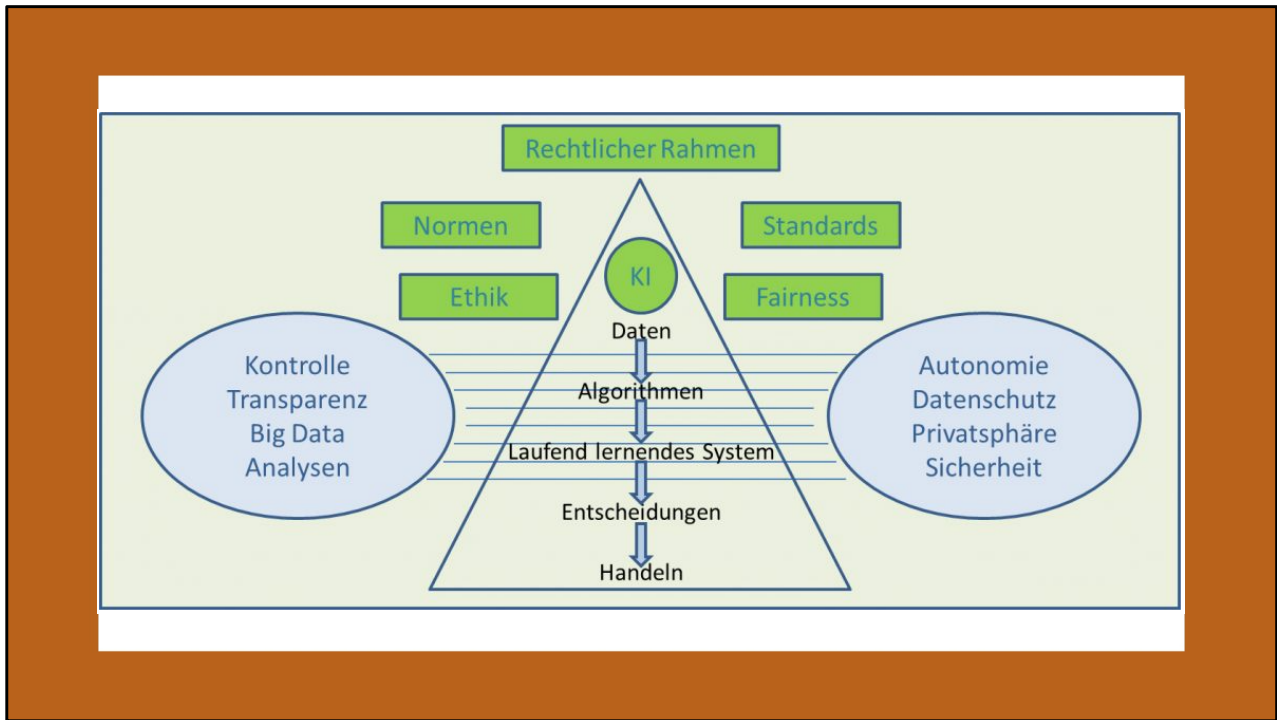 Rechtlicher Rahmen
Normen
Standards
KI
Ethik
Fairness
Daten
Kontrolle
Transparenz
Big Data
Analysen
Algorithmen
Laufend lernendes System
Entscheidungen
Handeln
Autonomie
Datenschutz
Privatsphäre
Sicherheit